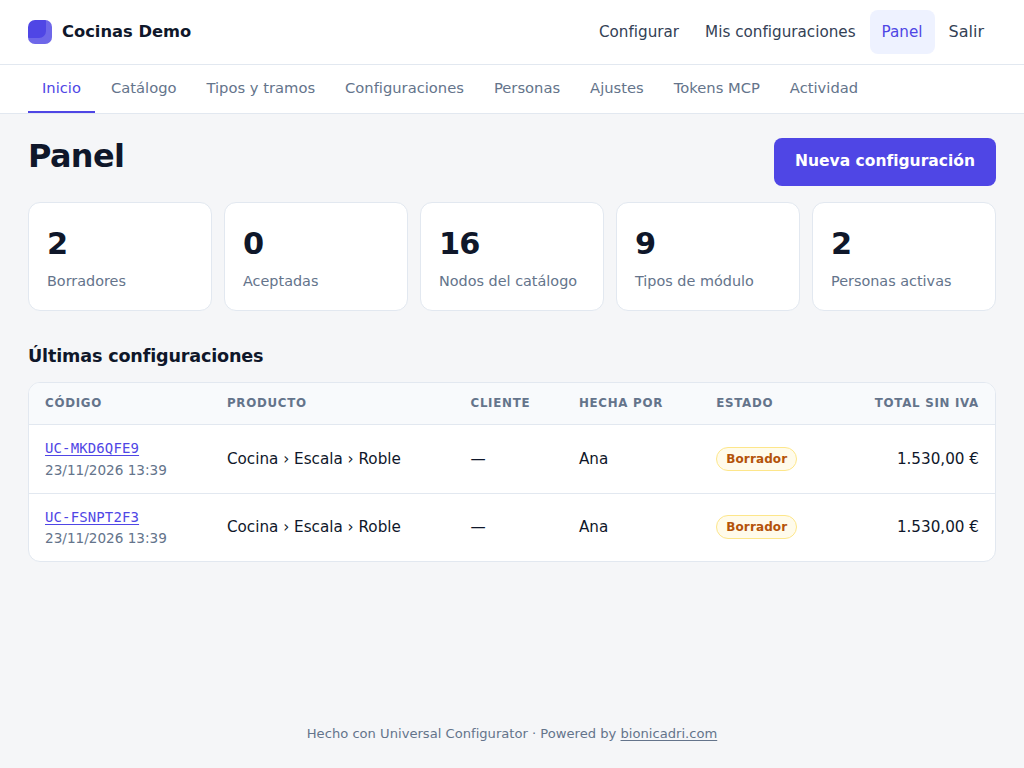 Cocinas Demo
Configurar Mis configuraciones Panel Salir
Inicio Catálogo Tipos y tramos Configuraciones Personas Ajustes Tokens MCP Actividad
Panel
Nueva configuración
2 0 16 9 2
Borradores Aceptadas Nodos del catálogo Tipos de módulo Personas activas
Últimas configuraciones
CÓDIGO PRODUCTO CLIENTE HECHA POR ESTADO TOTAL SIN IVA
UC-MKD6QFE9
23/11/2026 13:39
Cocina › Escala › Roble — Ana Borrador 1.530,00 €
UC-FSNPT2F3
23/11/2026 13:39
Cocina › Escala › Roble — Ana Borrador 1.530,00 €
Hecho con Universal Configurator · Powered by bionicadri.com